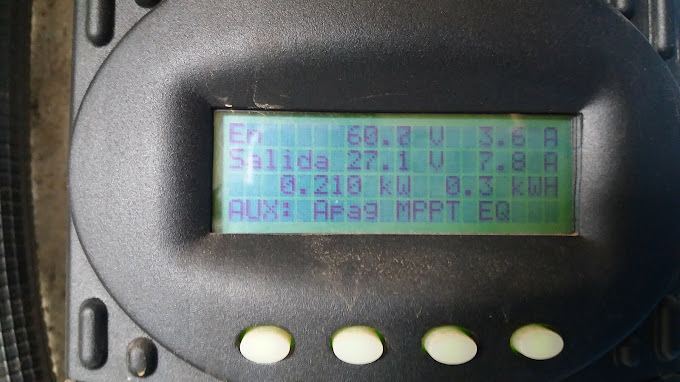 En 60.0 V 3.6 A
Salida 27.1 V 7.8 A
0.210 kW 0.3 kWH
AUX: Apag MPPT EQ